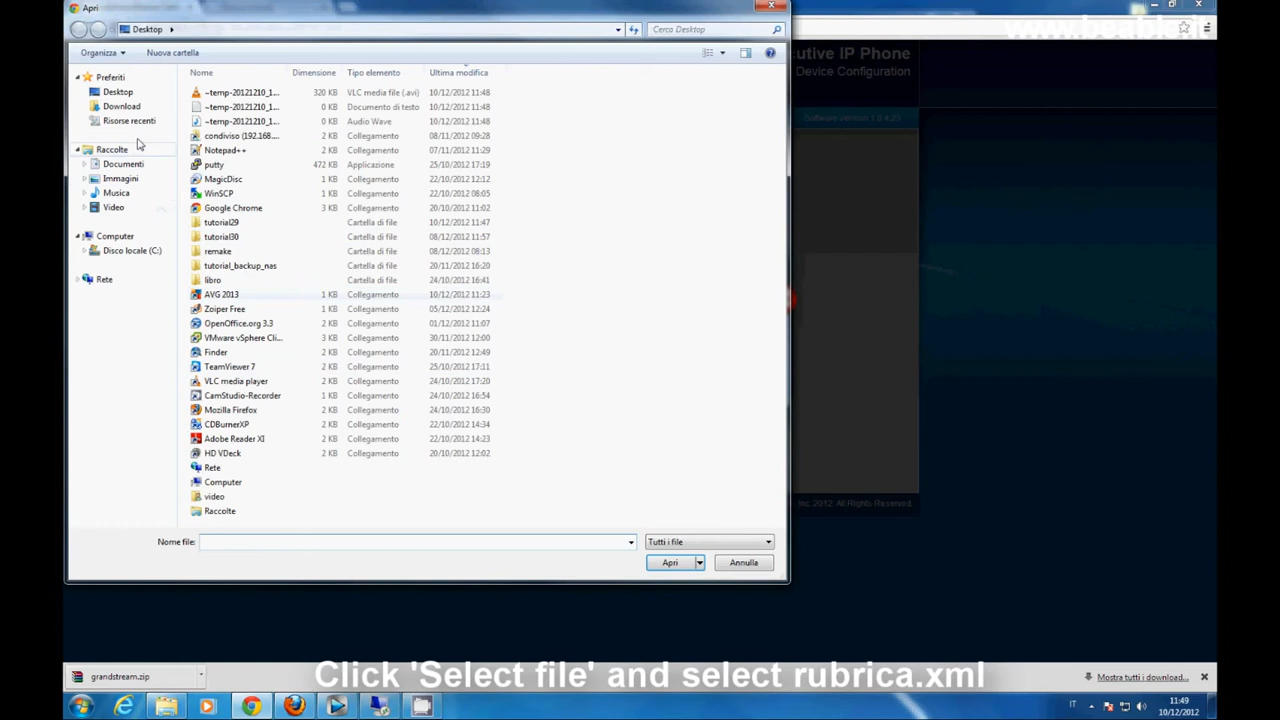 Apri
Desktop
Cerca Desktop
Organizza
Nuova cartella
Preferiti
Desktop
Download
Risorse recenti
Raccolte
Documenti
Immagini
Musica
Video
Computer
Disco locale (C:)
Rete
Nome Dimensione Tipo elemento Ultima modifica
~temp-20121210_1... 320 KB VLC media file (.avi) 10/12/2012 11:48
~temp-20121210_1... 0 KB Documento di testo 10/12/2012 11:48
~temp-20121210_1... 0 KB Audio Wave 10/12/2012 11:48
condiviso (192.168.... 2 KB Collegamento 08/11/2012 09:28
Notepad++ 2 KB Collegamento 07/11/2012 11:29
putty 472 KB Applicazione 25/10/2012 17:19
MagicDisc 2 KB Collegamento 22/10/2012 12:12
WinSCP 1 KB Collegamento 22/10/2012 08:05
Google Chrome 3 KB Collegamento 20/10/2012 11:02
tutorial29 Cartella di file 10/12/2012 11:47
tutorial30 Cartella di file 08/12/2012 11:57
remake Cartella di file 08/12/2012 08:13
tutorial_backup_nas Cartella di file 20/11/2012 16:20
libro Cartella di file 24/10/2012 16:41
AVG 2013 1 KB Collegamento 10/12/2012 11:23
Zoiper Free 1 KB Collegamento 05/12/2012 12:24
OpenOffice.org 3.3 2 KB Collegamento 01/12/2012 11:07
VMware vSphere Cli... 3 KB Collegamento 30/11/2012 12:00
Finder 2 KB Collegamento 20/11/2012 12:49
TeamViewer 7 2 KB Collegamento 25/10/2012 17:11
VLC media player 2 KB Collegamento 24/10/2012 17:20
CamStudio-Recorder 1 KB Collegamento 24/10/2012 16:54
Mozilla Firefox 2 KB Collegamento 24/10/2012 16:30
CDBurnerXP 2 KB Collegamento 22/10/2012 14:34
Adobe Reader XI 2 KB Collegamento 22/10/2012 14:23
HD VDeck 2 KB Collegamento 20/10/2012 12:02
Rete
Computer
video
Raccolte
Nome file:
Tutti i file
Apri
Annulla
utive IP Phone
Device Configuration
Software version 1.0.4.23
Inc. 2012. All Rights Reserved.
grandstream.zip
Click 'Select file' and select rubrica.xml
Mostra tutti i download...
IT
11:49
10/12/2012